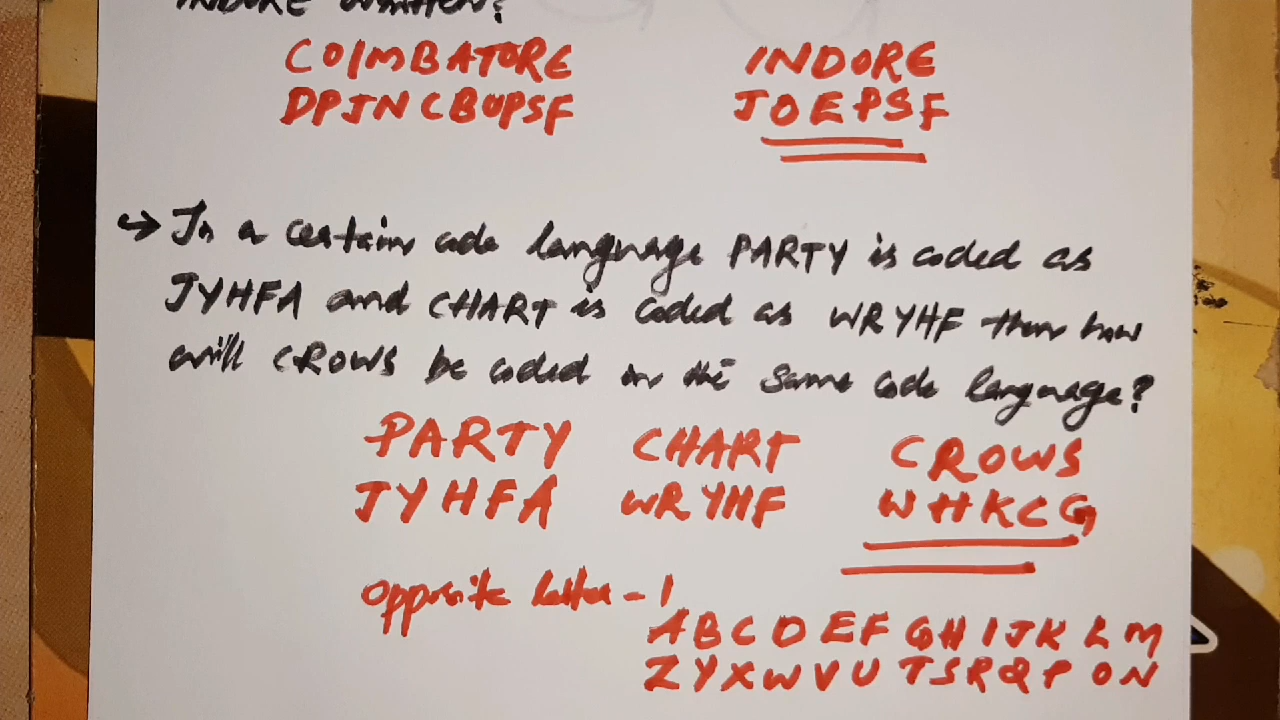 INDORE written?
COIMBATORE INDORE
DPJNCBUPSF JOEPSF
→ In a certain code language PARTY is coded as
JYHFA and CHART is coded as WRYHF then how
will CROWS be coded in the same code language?
PARTY CHART CROWS
JYHFA WRYHF WHKCG
opposite letter - 1
A B C D E F G H I J K L M
Z Y X W V U T S R Q P O N